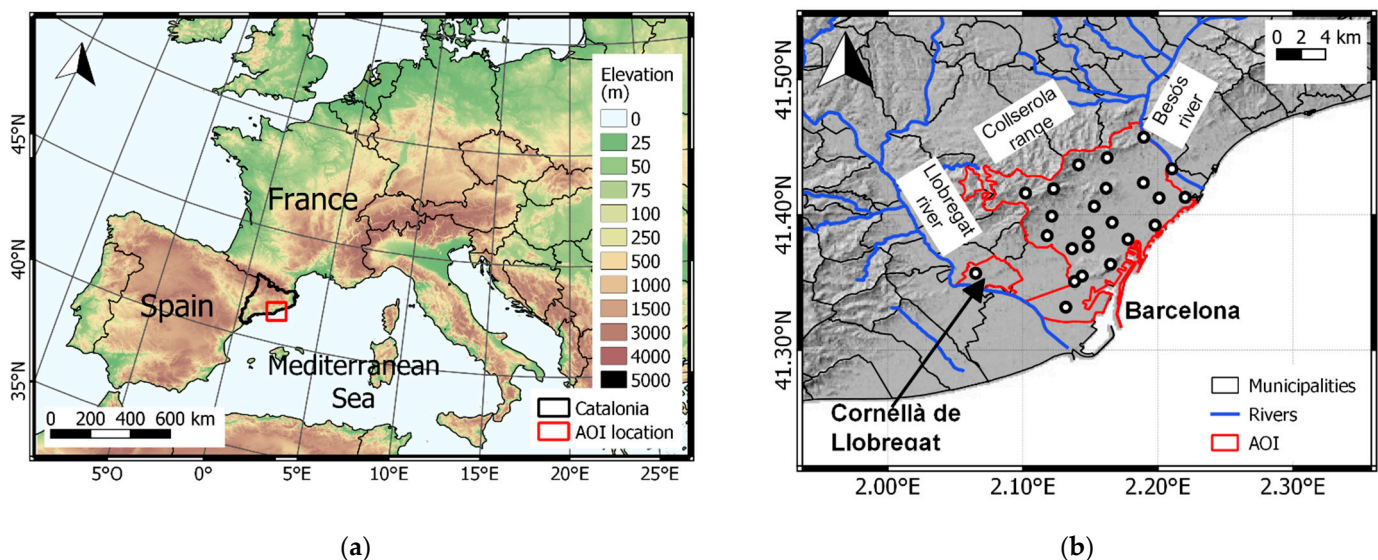 Elevation
(m)
0
25
50
75
100
250
500
1000
1500
3000
4000
5000
France
Spain
Mediterranean
Sea
45°N
40°N
35°N
0 200 400 600 km
Catalonia
AOI location
5°O
0°E
5°E
10°E
15°E
20°E
25°E
(a)
0 2 4 km
41.50°N
41.40°N
41.30°N
Collserola
range
Besós
river
Llobregat
river
Barcelona
Cornéllà de
Llobregat
Municipalities
Rivers
AOI
2.00°E
2.10°E
2.20°E
2.30°E
(b)